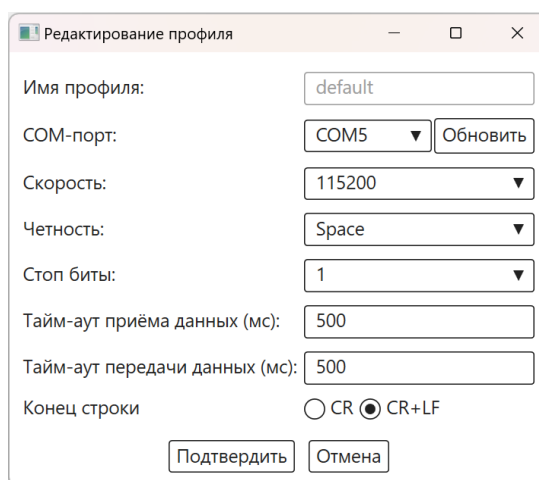 Редактирование профиля
Имя профиля: default
COM-порт: COM5 Обновить
Скорость: 115200
Четность: Space
Стоп биты: 1
Тайм-аут приёма данных (мс): 500
Тайм-аут передачи данных (мс): 500
Конец строки CR CR+LF
Подтвердить Отмена